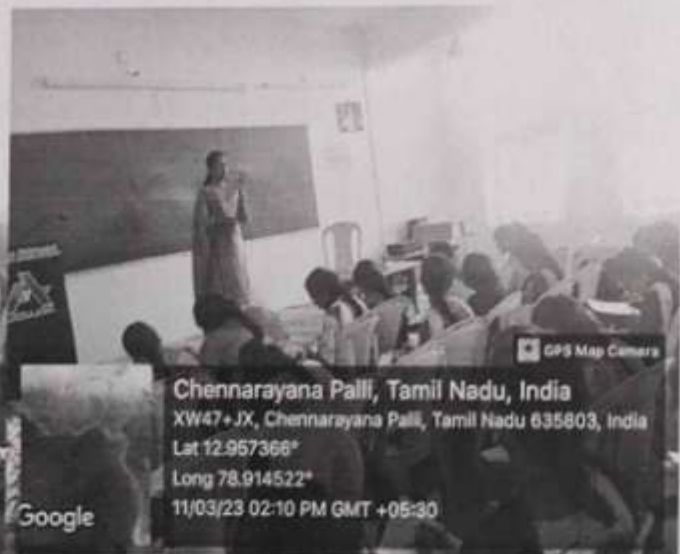 GPS Map Camera
Chennarayana Palli, Tamil Nadu, India
XW47+JX, Chennarayana Palli, Tamil Nadu 635803, India
Lat 12.957366°
Long 78.914522°
11/03/23 02:10 PM GMT +05:30
Google